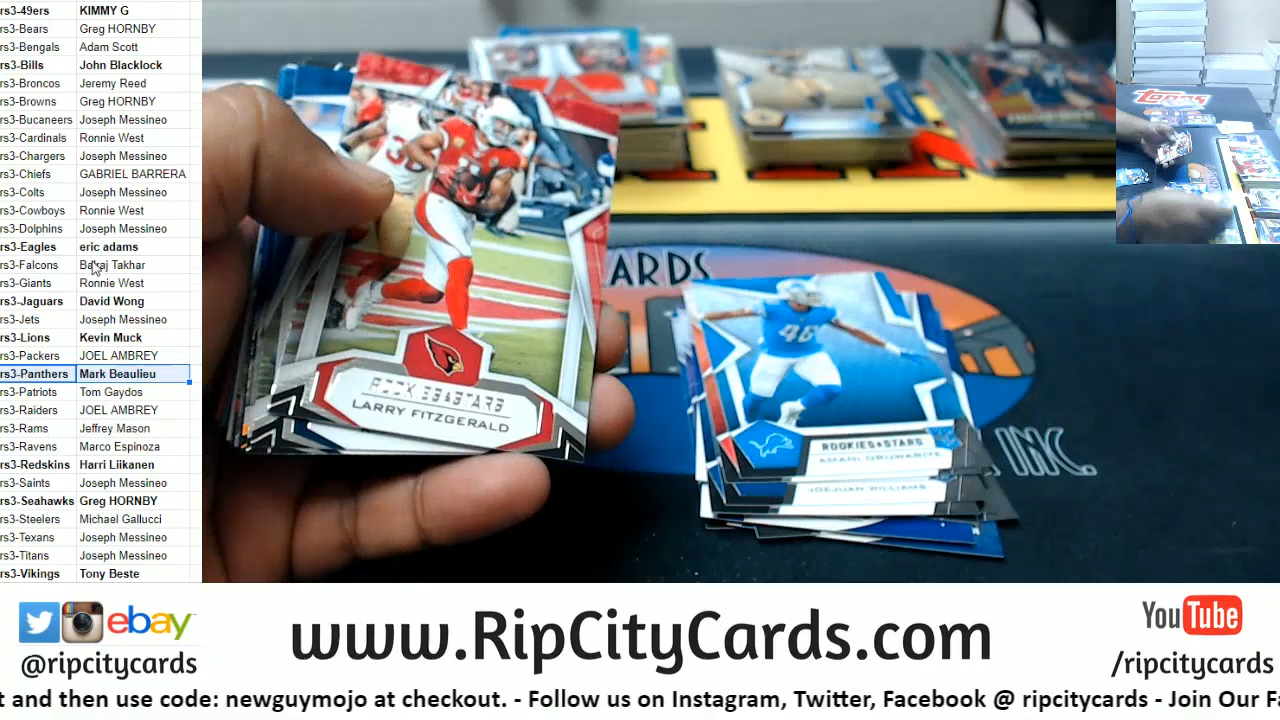 rs3-49ers KIMMY G
rs3-Bears Greg HORNBY
rs3-Bengals Adam Scott
rs3-Bills John Blacklock
rs3-Broncos Jeremy Reed
rs3-Browns Greg HORNBY
rs3-Bucaneers Joseph Messineo
rs3-Cardinals Ronnie West
rs3-Chargers Joseph Messineo
rs3-Chiefs GABRIEL BARRERA
rs3-Colts Joseph Messineo
rs3-Cowboys Ronnie West
rs3-Dolphins Joseph Messineo
rs3-Eagles eric adams
rs3-Falcons Takhar
rs3-Giants Ronnie West
rs3-Jaguars David Wong
rs3-Jets Joseph Messineo
rs3-Lions Kevin Muck
rs3-Packers JOEL AMBREY
rs3-Panthers Mark Beaulieu
rs3-Patriots Tom Gaydos
rs3-Raiders JOEL AMBREY
rs3-Rams Jeffrey Mason
rs3-Ravens Marco Espinoza
rs3-Redskins Harri Liikanen
rs3-Saints Joseph Messineo
rs3-Seahawks Greg HORNBY
rs3-Steelers Michael Gallucci
rs3-Texans Joseph Messineo
rs3-Titans Joseph Messineo
rs3-Vikings Tony Beste
Topps
ARDS
INC.
ROOKIES & STARS
LARRY FITZGERALD
46
ROOKIES & STARS
AMANI ORUWARIYE
JOEJUAN WILLIAMS
ebay
@ripcitycards
www.RipCityCards.com
YouTube
/ripcitycards
t and then use code: newguymojo at checkout. - Follow us on Instagram, Twitter, Facebook @ ripcitycards - Join Our Fa